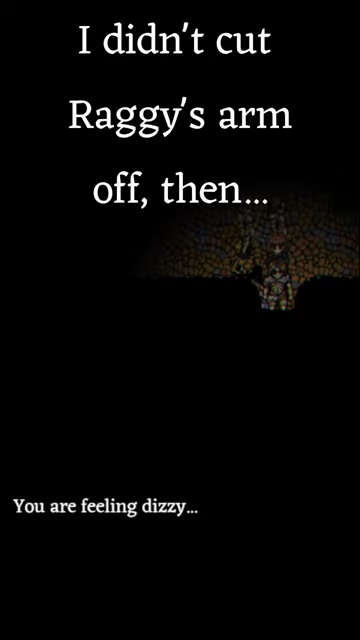 I didn't cut
Raggy's arm
off, then...
You are feeling dizzy...